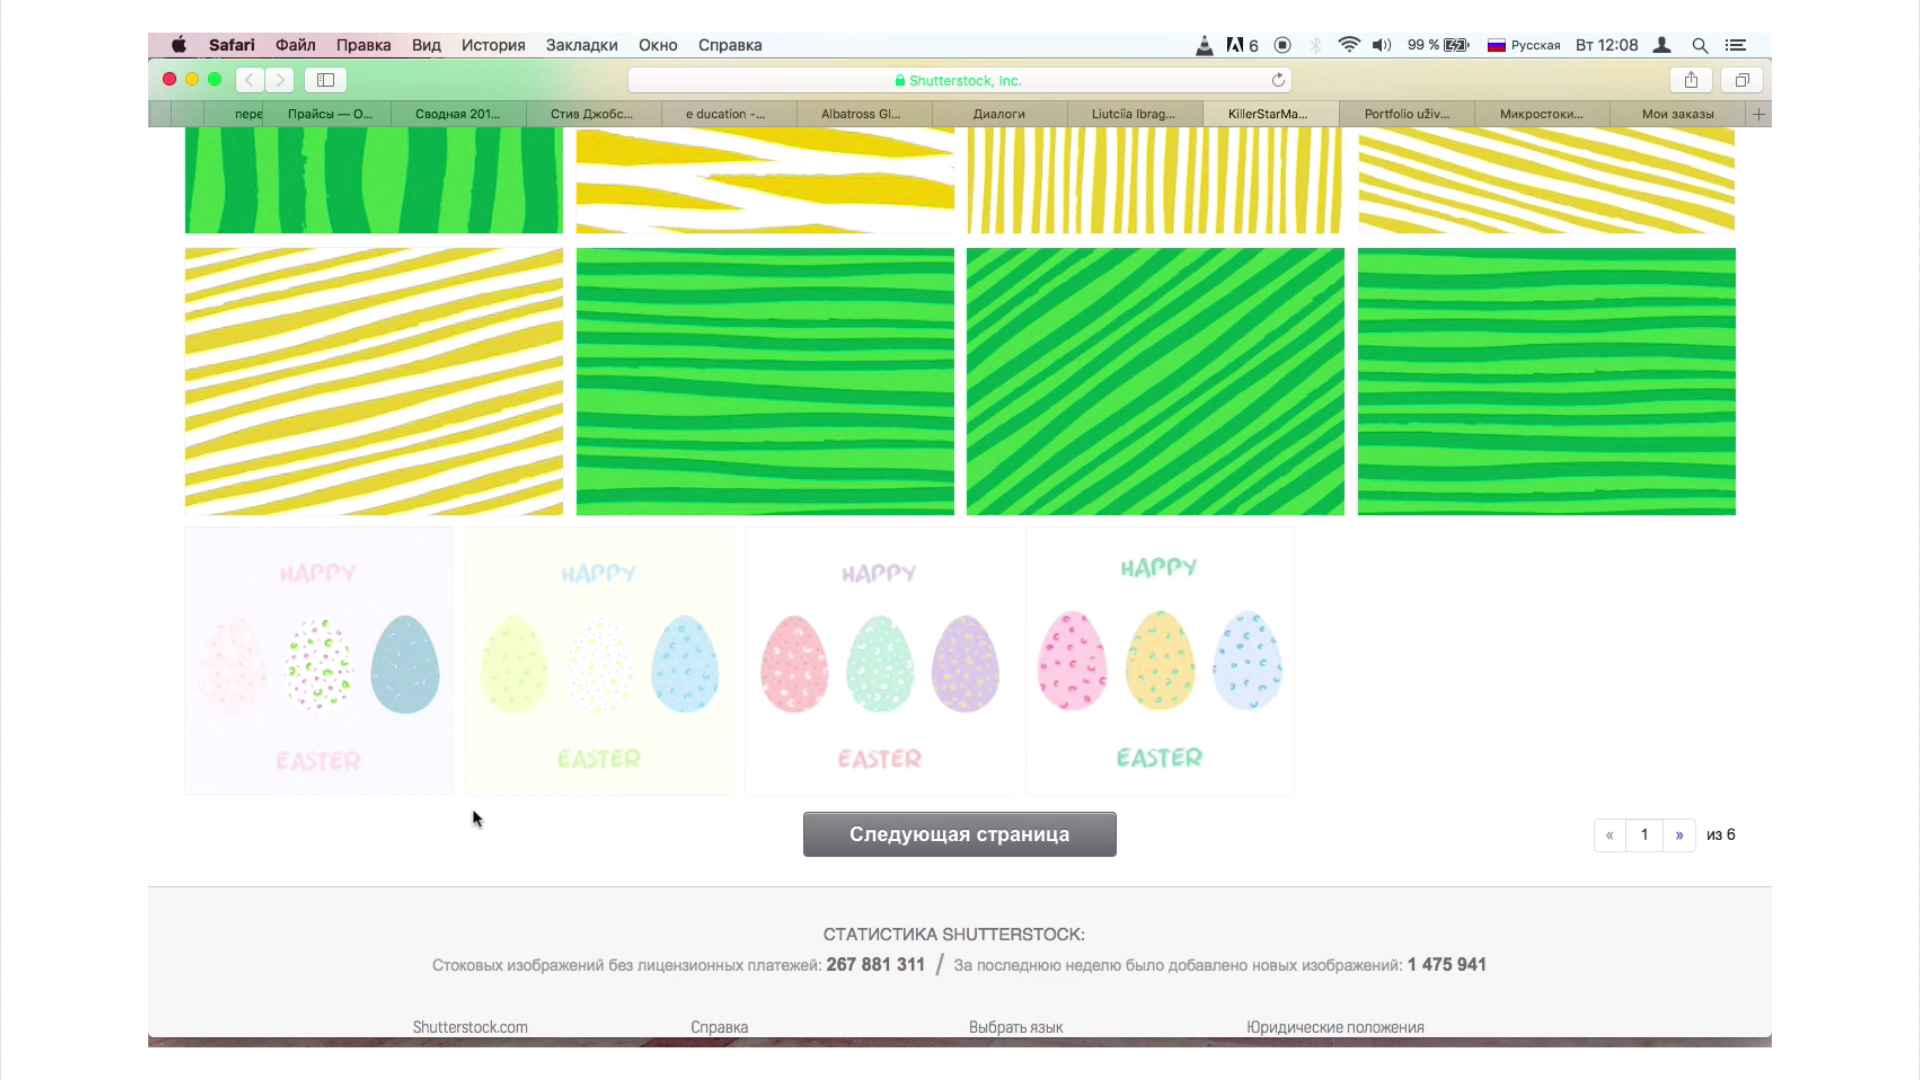 Safari Файл Правка Вид История Закладки Окно Справка
6 99 % Русская Вт 12:08
Shutterstock, Inc.
пере Прайсы — О... Сводная 201... Стив Джобс... e ducation -... Albatross Gl... Диалоги Liutciia Ibrag... KillerStarMa... Portfolio uživ... Микростоки... Мои заказы
HAPPY HAPPY HAPPY HAPPY
EASTER EASTER EASTER EASTER
Следующая страница
« 1 » из 6
СТАТИСТИКА SHUTTERSTOCK:
Стоковых изображений без лицензионных платежей: 267 881 311 / За последнюю неделю было добавлено новых изображений: 1 475 941
Shutterstock.com Справка Выбрать язык Юридические положения